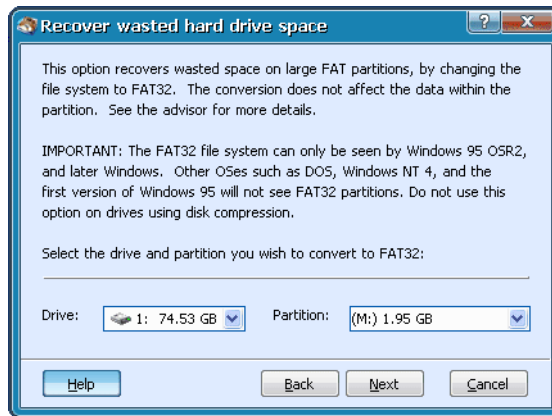 Recover wasted hard drive space
?
X
This option recovers wasted space on large FAT partitions, by changing the
file system to FAT32.  The conversion does not affect the data within the
partition.  See the advisor for more details.
IMPORTANT: The FAT32 file system can only be seen by Windows 95 OSR2,
and later Windows.  Other OSes such as DOS, Windows NT 4, and the
first version of Windows 95 will not see FAT32 partitions. Do not use this
option on drives using disk compression.
Select the drive and partition you wish to convert to FAT32:
Drive: 1:  74.53 GB Partition: (M:) 1.95 GB
Help Back Next Cancel